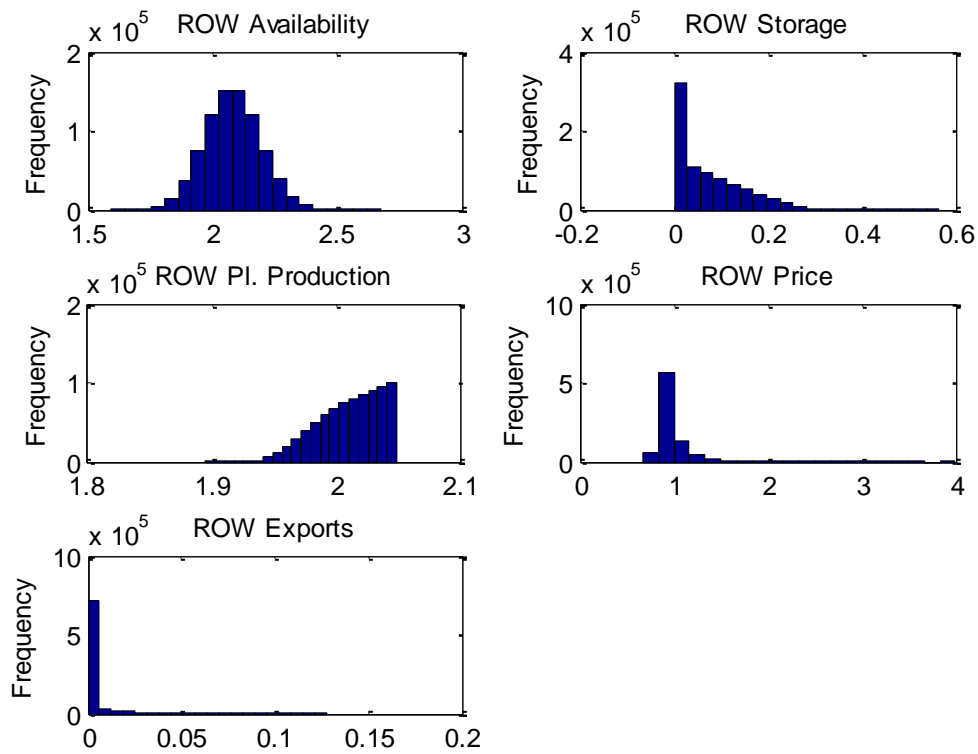 x 10^5 ROW Availability
Frequency
2
1
0
1.5 2 2.5 3
x 10^5 ROW Storage
Frequency
4
2
0
-0.2 0 0.2 0.4 0.6
x 10^5 ROW Pl. Production
Frequency
2
1
0
1.8 1.9 2 2.1
x 10^5 ROW Price
Frequency
10
5
0
0 1 2 3 4
x 10^5 ROW Exports
Frequency
10
5
0
0 0.05 0.1 0.15 0.2